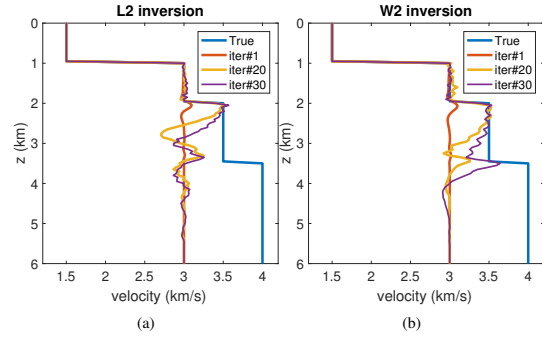 L2 inversion
0
1
2
3
4
5
6
z (km)
1.5
2
2.5
3
3.5
4
velocity (km/s)
True
iter#1
iter#20
iter#30
(a)
W2 inversion
0
1
2
3
4
5
6
z (km)
1.5
2
2.5
3
3.5
4
velocity (km/s)
True
iter#1
iter#20
iter#30
(b)